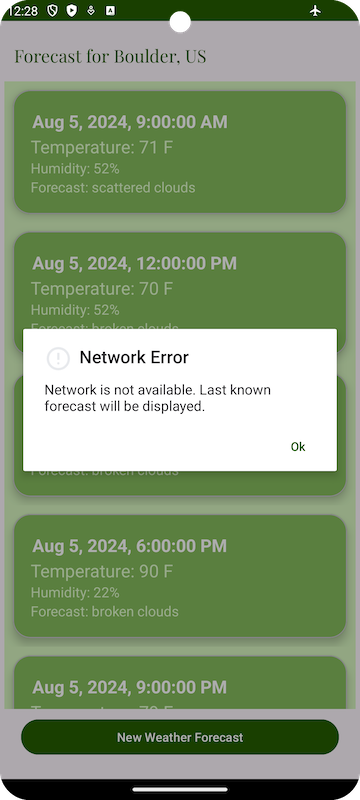 12:28
Forecast for Boulder, US
Aug 5, 2024, 9:00:00 AM
Temperature: 71 F
Humidity: 52%
Forecast: scattered clouds
Aug 5, 2024, 12:00:00 PM
Temperature: 70 F
Humidity: 52%
Forecast: broken clouds
Network Error
Network is not available. Last known
forecast will be displayed.
Ok
Forecast: broken clouds
Aug 5, 2024, 6:00:00 PM
Temperature: 90 F
Humidity: 22%
Forecast: broken clouds
Aug 5, 2024, 9:00:00 PM
New Weather Forecast